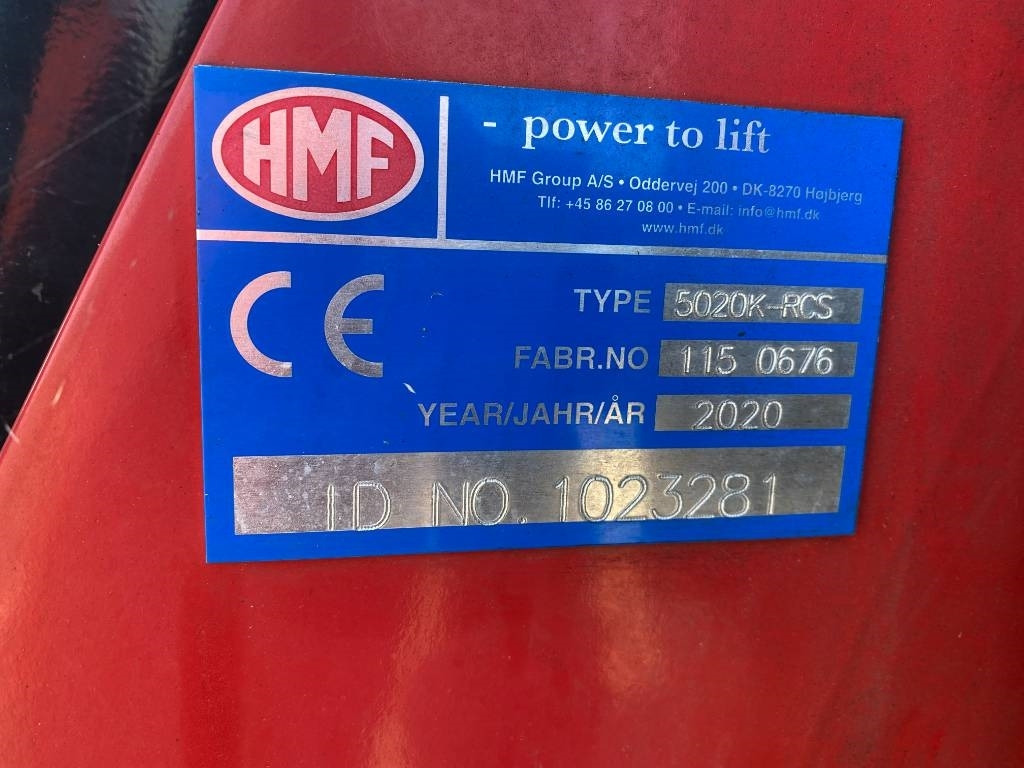 HMF
- power to lift
HMF Group A/S • Oddervej 200 • DK-8270 Højbjerg
Tlf: +45 86 27 08 00 • E-mail: info@hmf.dk
www.hmf.dk
CE
TYPE 5020K-RCS
FABR.NO 115 0676
YEAR/JAHR/ÅR 2020
ID NO. 1023281